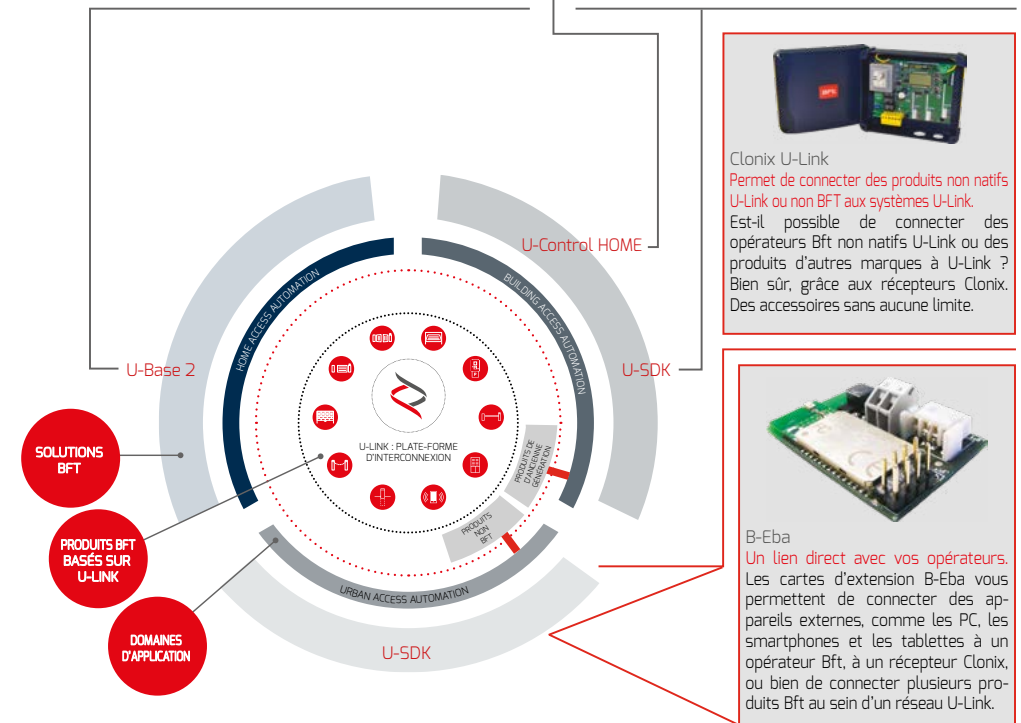 BFT
Clonix U-Link
Permet de connecter des produits non natifs
U-Link ou non BFT aux systèmes U-Link.
Est-il possible de connecter des
opérateurs Bft non natifs U-Link ou des
produits d'autres marques à U-Link ?
Bien sûr, grâce aux récepteurs Clonix.
Des accessoires sans aucune limite.
U-Control HOME
HOME ACCESS AUTOMATION
BUILDING ACCESS AUTOMATION
U-Base 2
U-SDK
U-LINK : PLATE-FORME
D'INTERCONNEXION
PRODUITS DE
D'ANCIENNE
GÉNÉRATION
PRODUITS
NON
BFT
URBAN ACCESS AUTOMATION
U-SDK
SOLUTIONS
BFT
PRODUITS BFT
BASÉS SUR
U-LINK
DOMAINES
D'APPLICATION
B-Eba
Un lien direct avec vos opérateurs.
Les cartes d'extension B-Eba vous
permettent de connecter des ap-
pareils externes, comme les PC, les
smartphones et les tablettes à un
opérateur Bft, à un récepteur Clonix,
ou bien de connecter plusieurs pro-
duits Bft au sein d'un réseau U-Link.